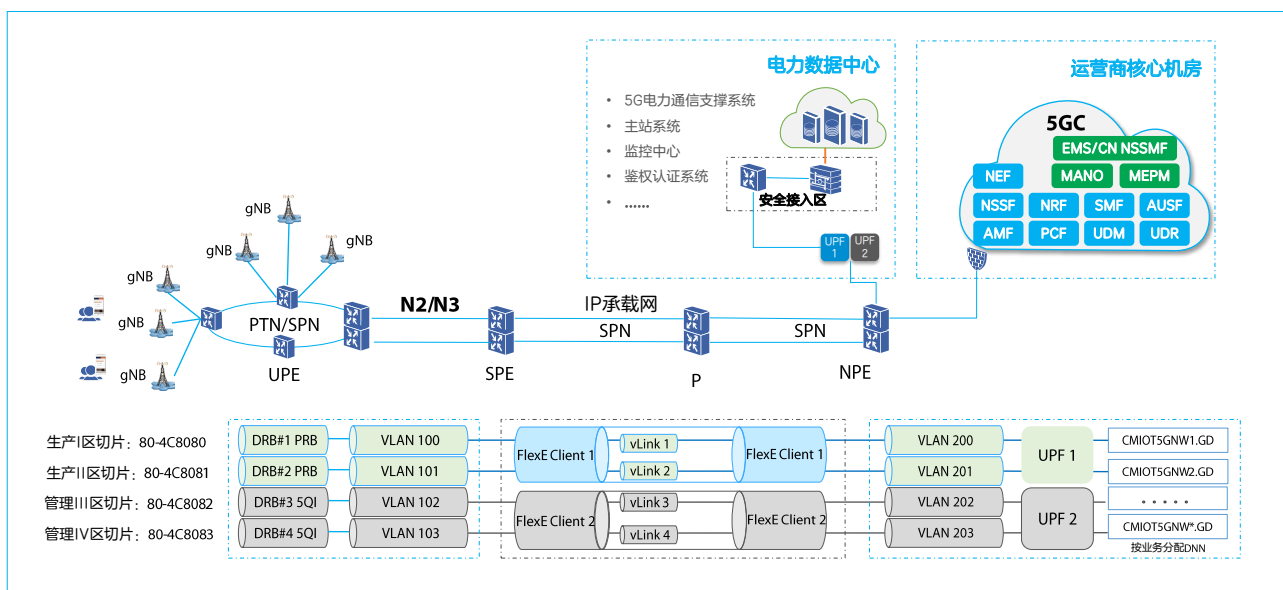 电力数据中心
• 5G电力通信支撑系统
• 主站系统
• 监控中心
• 鉴权认证系统
• ......
安全接入区
UPF 1
UPF 2
运营商核心机房
5GC
EMS/CN NSSMF
NEF
MANO
MEPM
NSSF
NRF
SMF
AUSF
AMF
PCF
UDM
UDR
gNB
gNB
gNB
gNB
gNB
gNB
PTN/SPN
UPE
N2/N3
SPE
IP承载网
SPN
P
SPN
NPE
生产I区切片：80-4C8080
DRB#1 PRB
VLAN 100
FlexE Client 1
vLink 1
FlexE Client 1
VLAN 200
UPF 1
CMIOT5GNW1.GD
生产II区切片：80-4C8081
DRB#2 PRB
VLAN 101
vLink 2
VLAN 201
CMIOT5GNW2.GD
管理III区切片：80-4C8082
DRB#3 5QI
VLAN 102
FlexE Client 2
vLink 3
FlexE Client 2
VLAN 202
UPF 2
.....
管理IV区切片：80-4C8083
DRB#4 5QI
VLAN 103
vLink 4
VLAN 203
CMIOT5GNW*.GD
按业务分配DNN